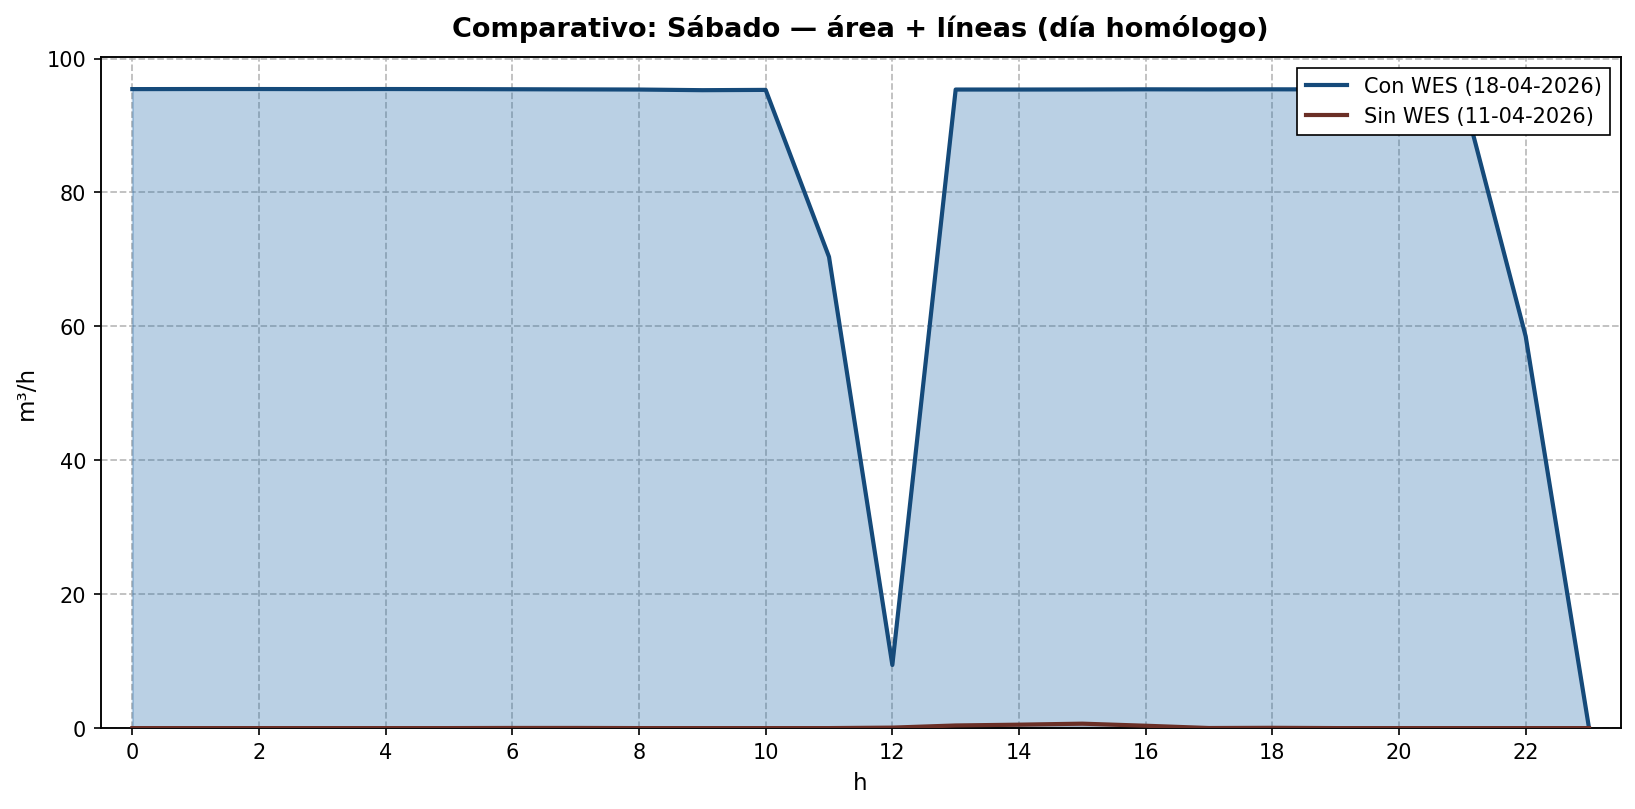 Comparativo: Sábado — área + líneas (día homólogo)
Con WES (18-04-2026)
Sin WES (11-04-2026)
m³/h
100
80
60
40
20
0
0 2 4 6 8 10 12 14 16 18 20 22
h